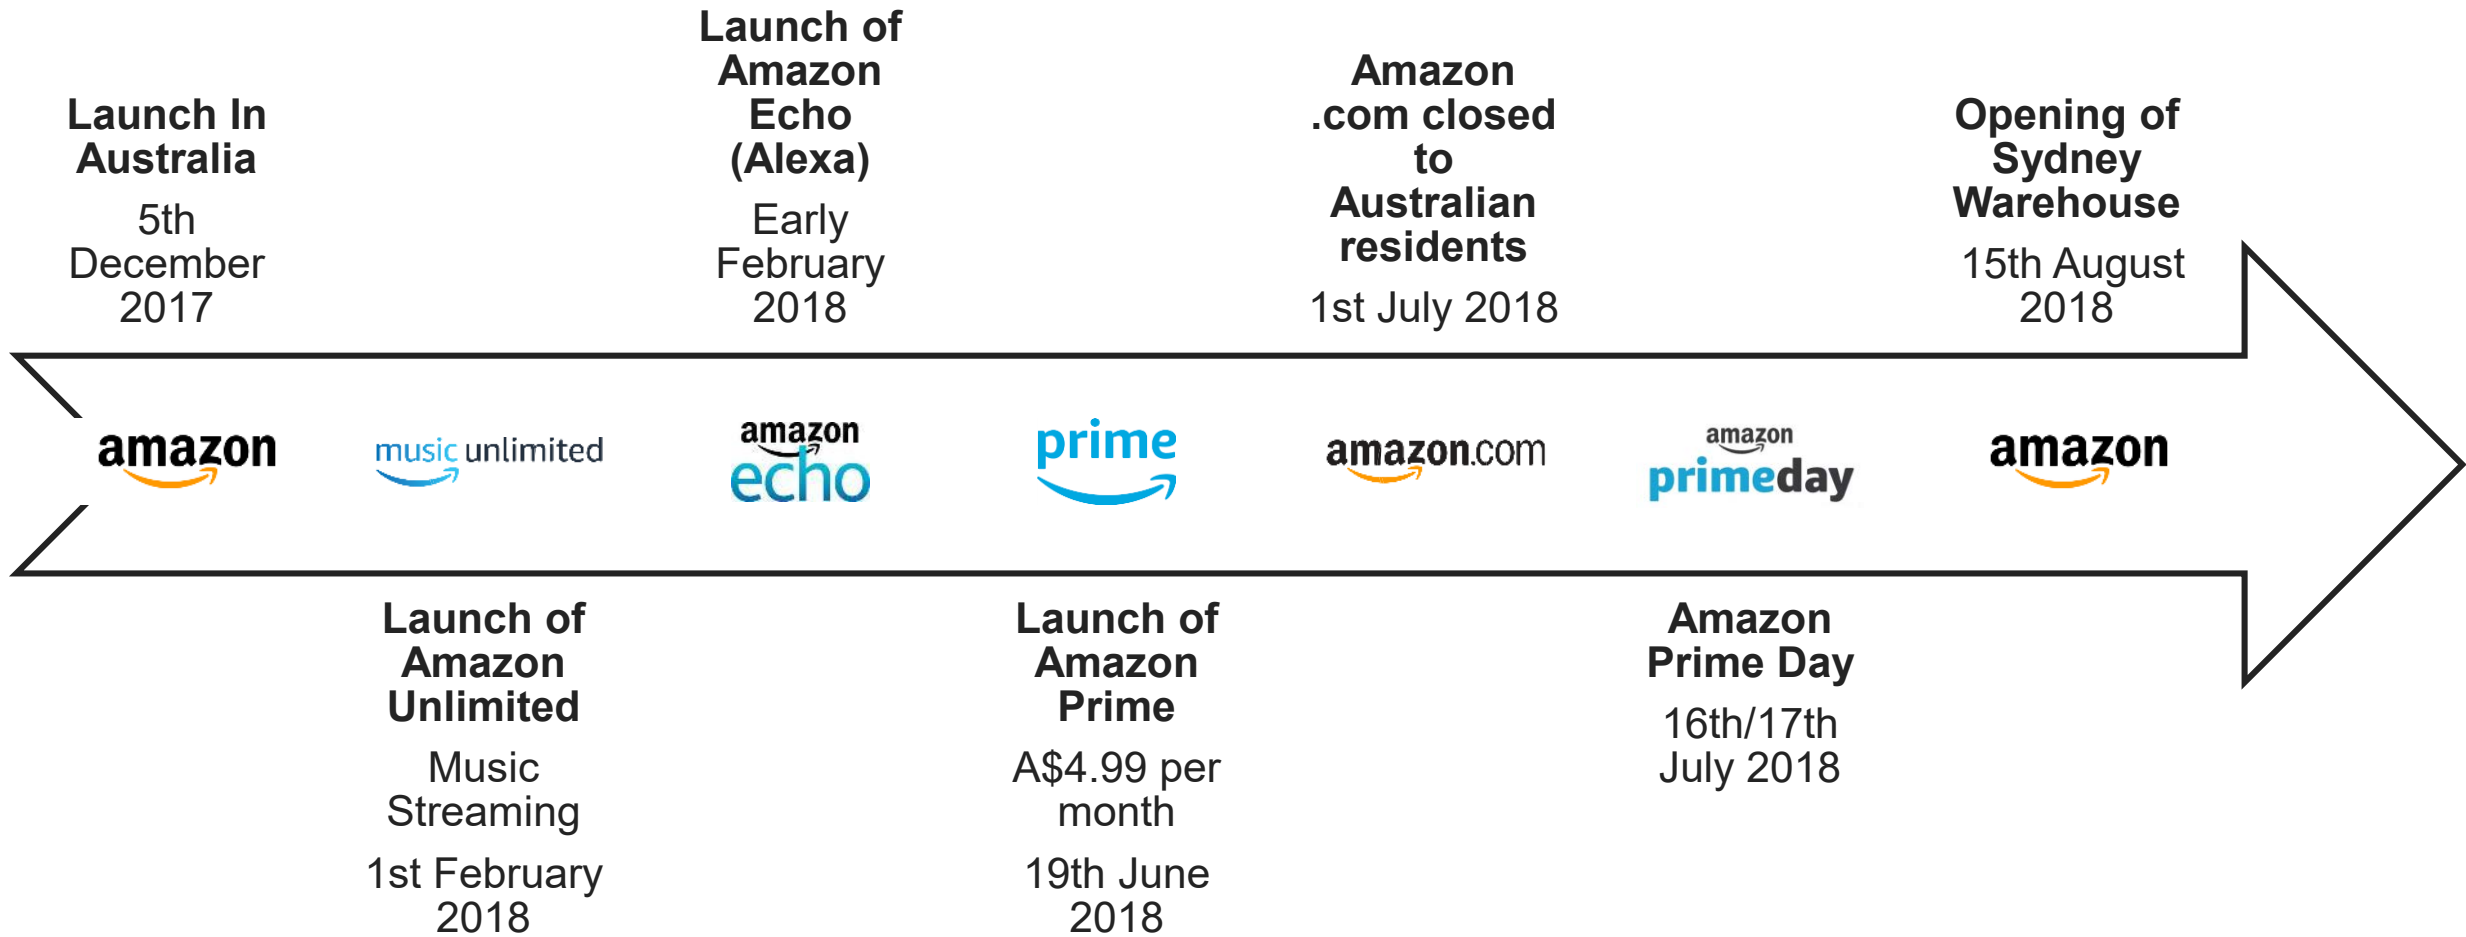 Launch In
Australia
5th
December
2017
Launch of
Amazon
Echo
(Alexa)
Early
February
2018
Amazon
.com closed
to
Australian
residents
1st July 2018
Opening of
Sydney
Warehouse
15th August
2018
amazon
music unlimited
amazon
echo
prime
amazon.com
amazon
primeday
amazon
Launch of
Amazon
Unlimited
Music
Streaming
1st February
2018
Launch of
Amazon
Prime
A$4.99 per
month
19th June
2018
Amazon
Prime Day
16th/17th
July 2018